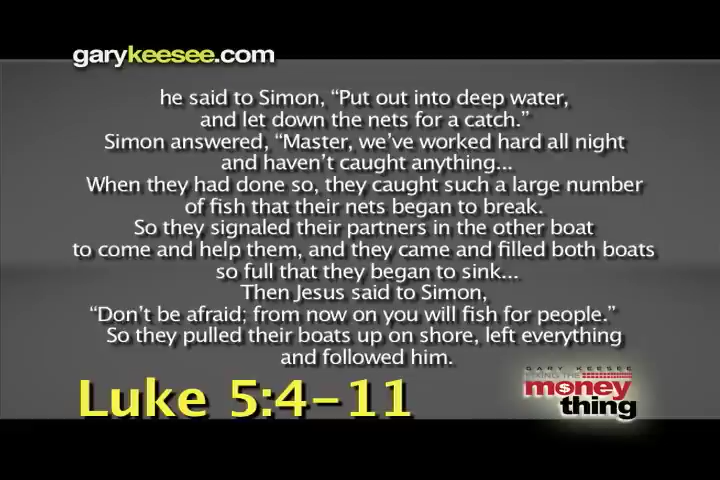 garykeesee.com
he said to Simon, “Put out into deep water,
and let down the nets for a catch.”
Simon answered, “Master, we’ve worked hard all night
and haven’t caught anything...
When they had done so, they caught such a large number
of fish that their nets began to break.
So they signaled their partners in the other boat
to come and help them, and they came and filled both boats
so full that they began to sink...
Then Jesus said to Simon,
“Don’t be afraid; from now on you will fish for people.”
So they pulled their boats up on shore, left everything
and followed him.
Luke 5:4–11
GARY KEESEE
FIXING THE
money
thing